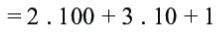 = 2 . 100 + 3 . 10 + 1